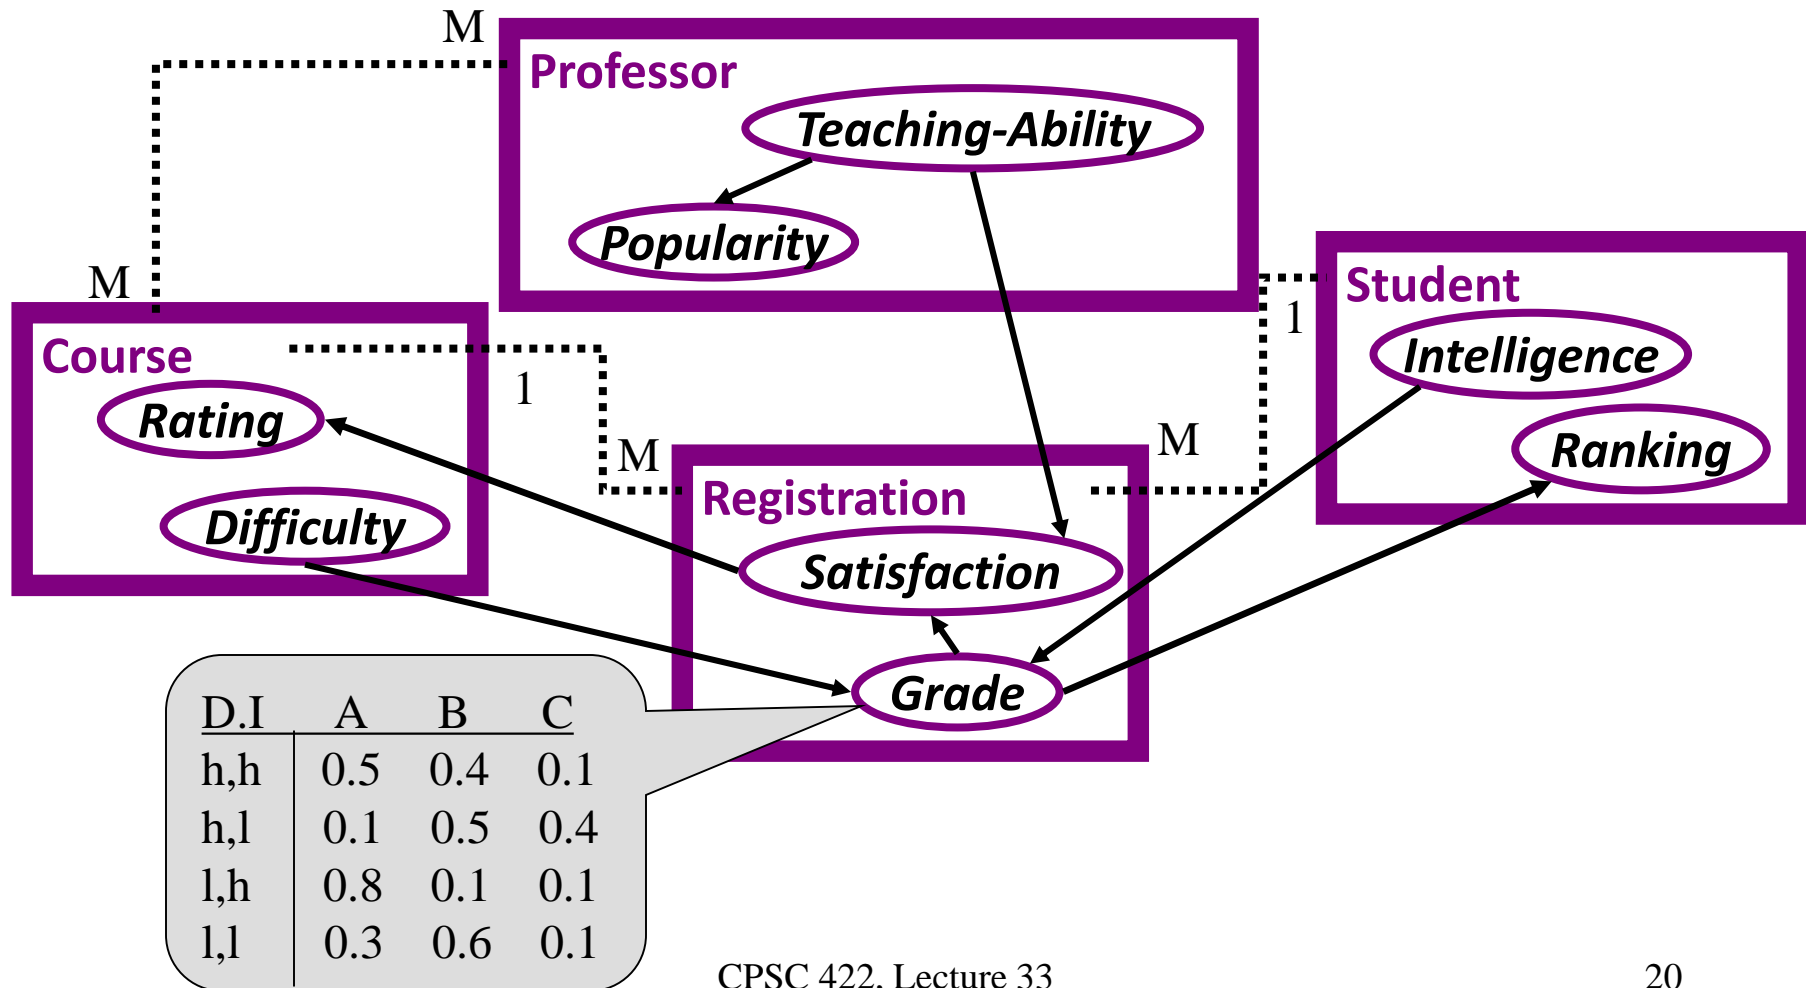 M
Professor
Teaching-Ability
Popularity
M
Student
1
Intelligence
Ranking
Course
1
Rating
Difficulty
M
M
Registration
Satisfaction
Grade
D.I A B C
h,h 0.5 0.4 0.1
h,l 0.1 0.5 0.4
l,h 0.8 0.1 0.1
l,l 0.3 0.6 0.1
CPSC 422, Lecture 33
20